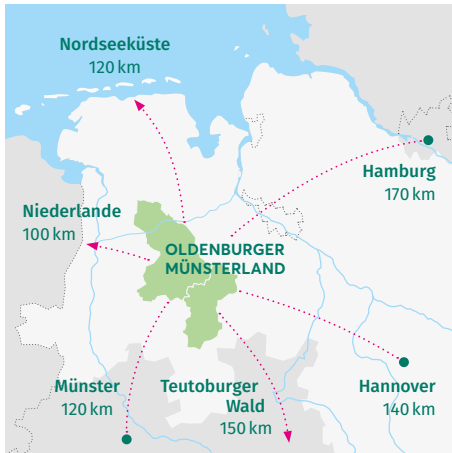 Nordseeküste
120 km
Hamburg
170 km
Niederlande
100 km
OLDENBURGER
MÜNSTERLAND
Münster
120 km
Teutoburger
Wald
150 km
Hannover
140 km